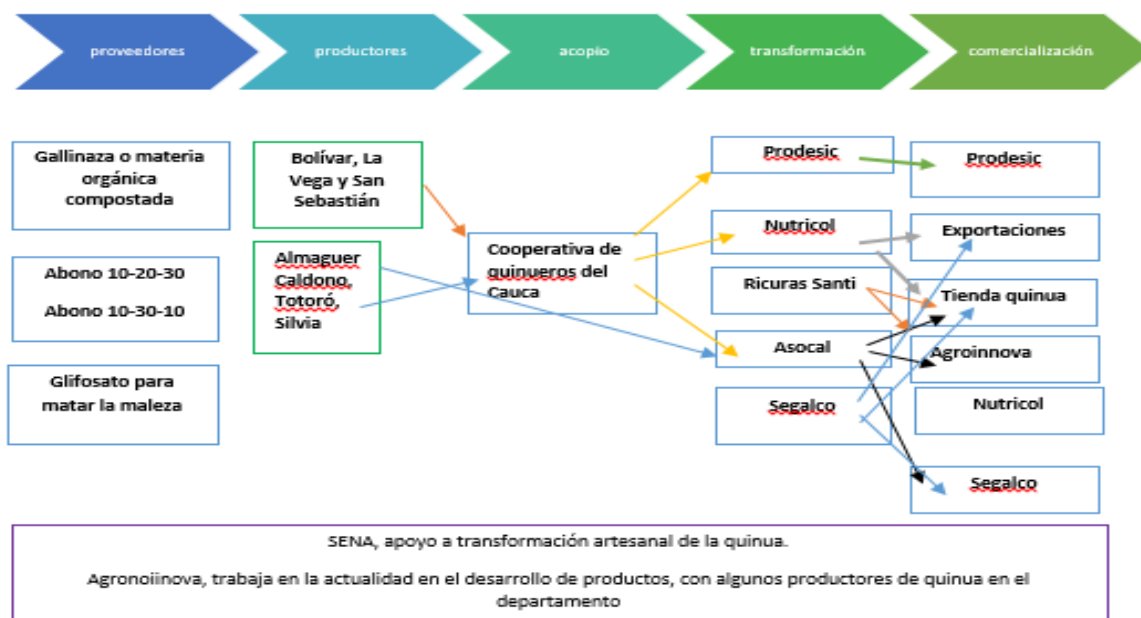 proveedores
productores
acopio
transformación
comercialización
Gallinaza o materia
orgánica
compostada
Abono 10-20-30
Abono 10-30-10
Glifosato para
matar la maleza
Bolívar, La
Vega y San
Sebastián
Almaguer
Caldono,
Totoró,
Silvia
Cooperativa de
quinueros del
Cauca
Prodesic
Nutricol
Ricuras Santi
Asocal
Segalco
Prodesic
Exportaciones
Tienda quinua
Agroinnova
Nutricol
Segalco
SENA, apoyo a transformación artesanal de la quinua.
Agronoiinova, trabaja en la actualidad en el desarrollo de productos, con algunos productores de quinua en el
departamento